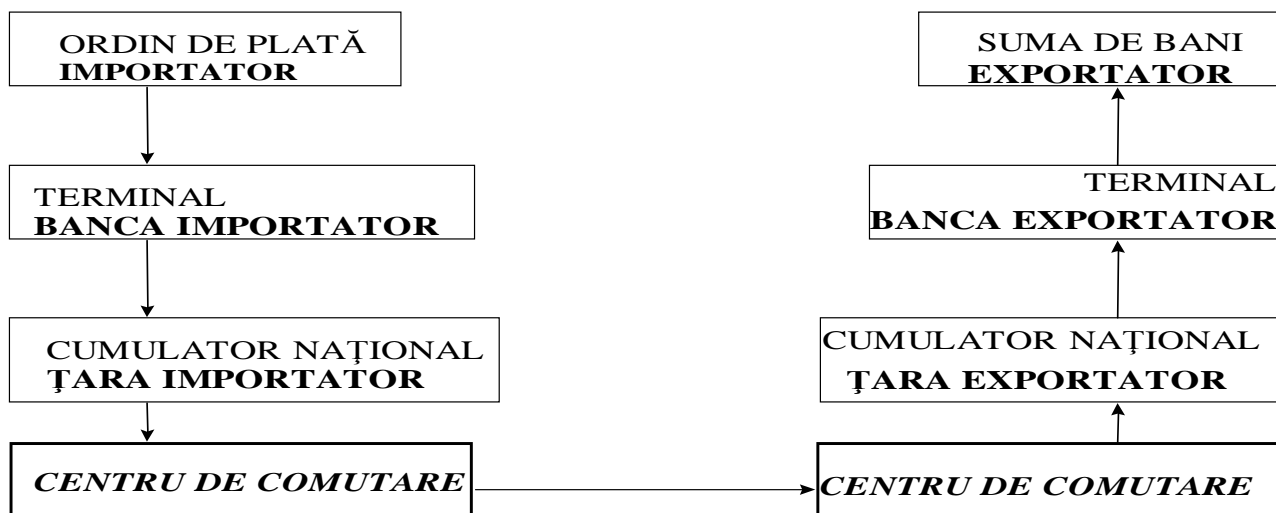 ORDIN DE PLATĂ
IMPORTATOR
TERMINAL
BANCA IMPORTATOR
CUMULATOR NAŢIONAL
ŢARA IMPORTATOR
CENTRU DE COMUTARE
SUMA DE BANI
EXPORTATOR
TERMINAL
BANCA EXPORTATOR
CUMULATOR NAŢIONAL
ŢARA EXPORTATOR
CENTRU DE COMUTARE